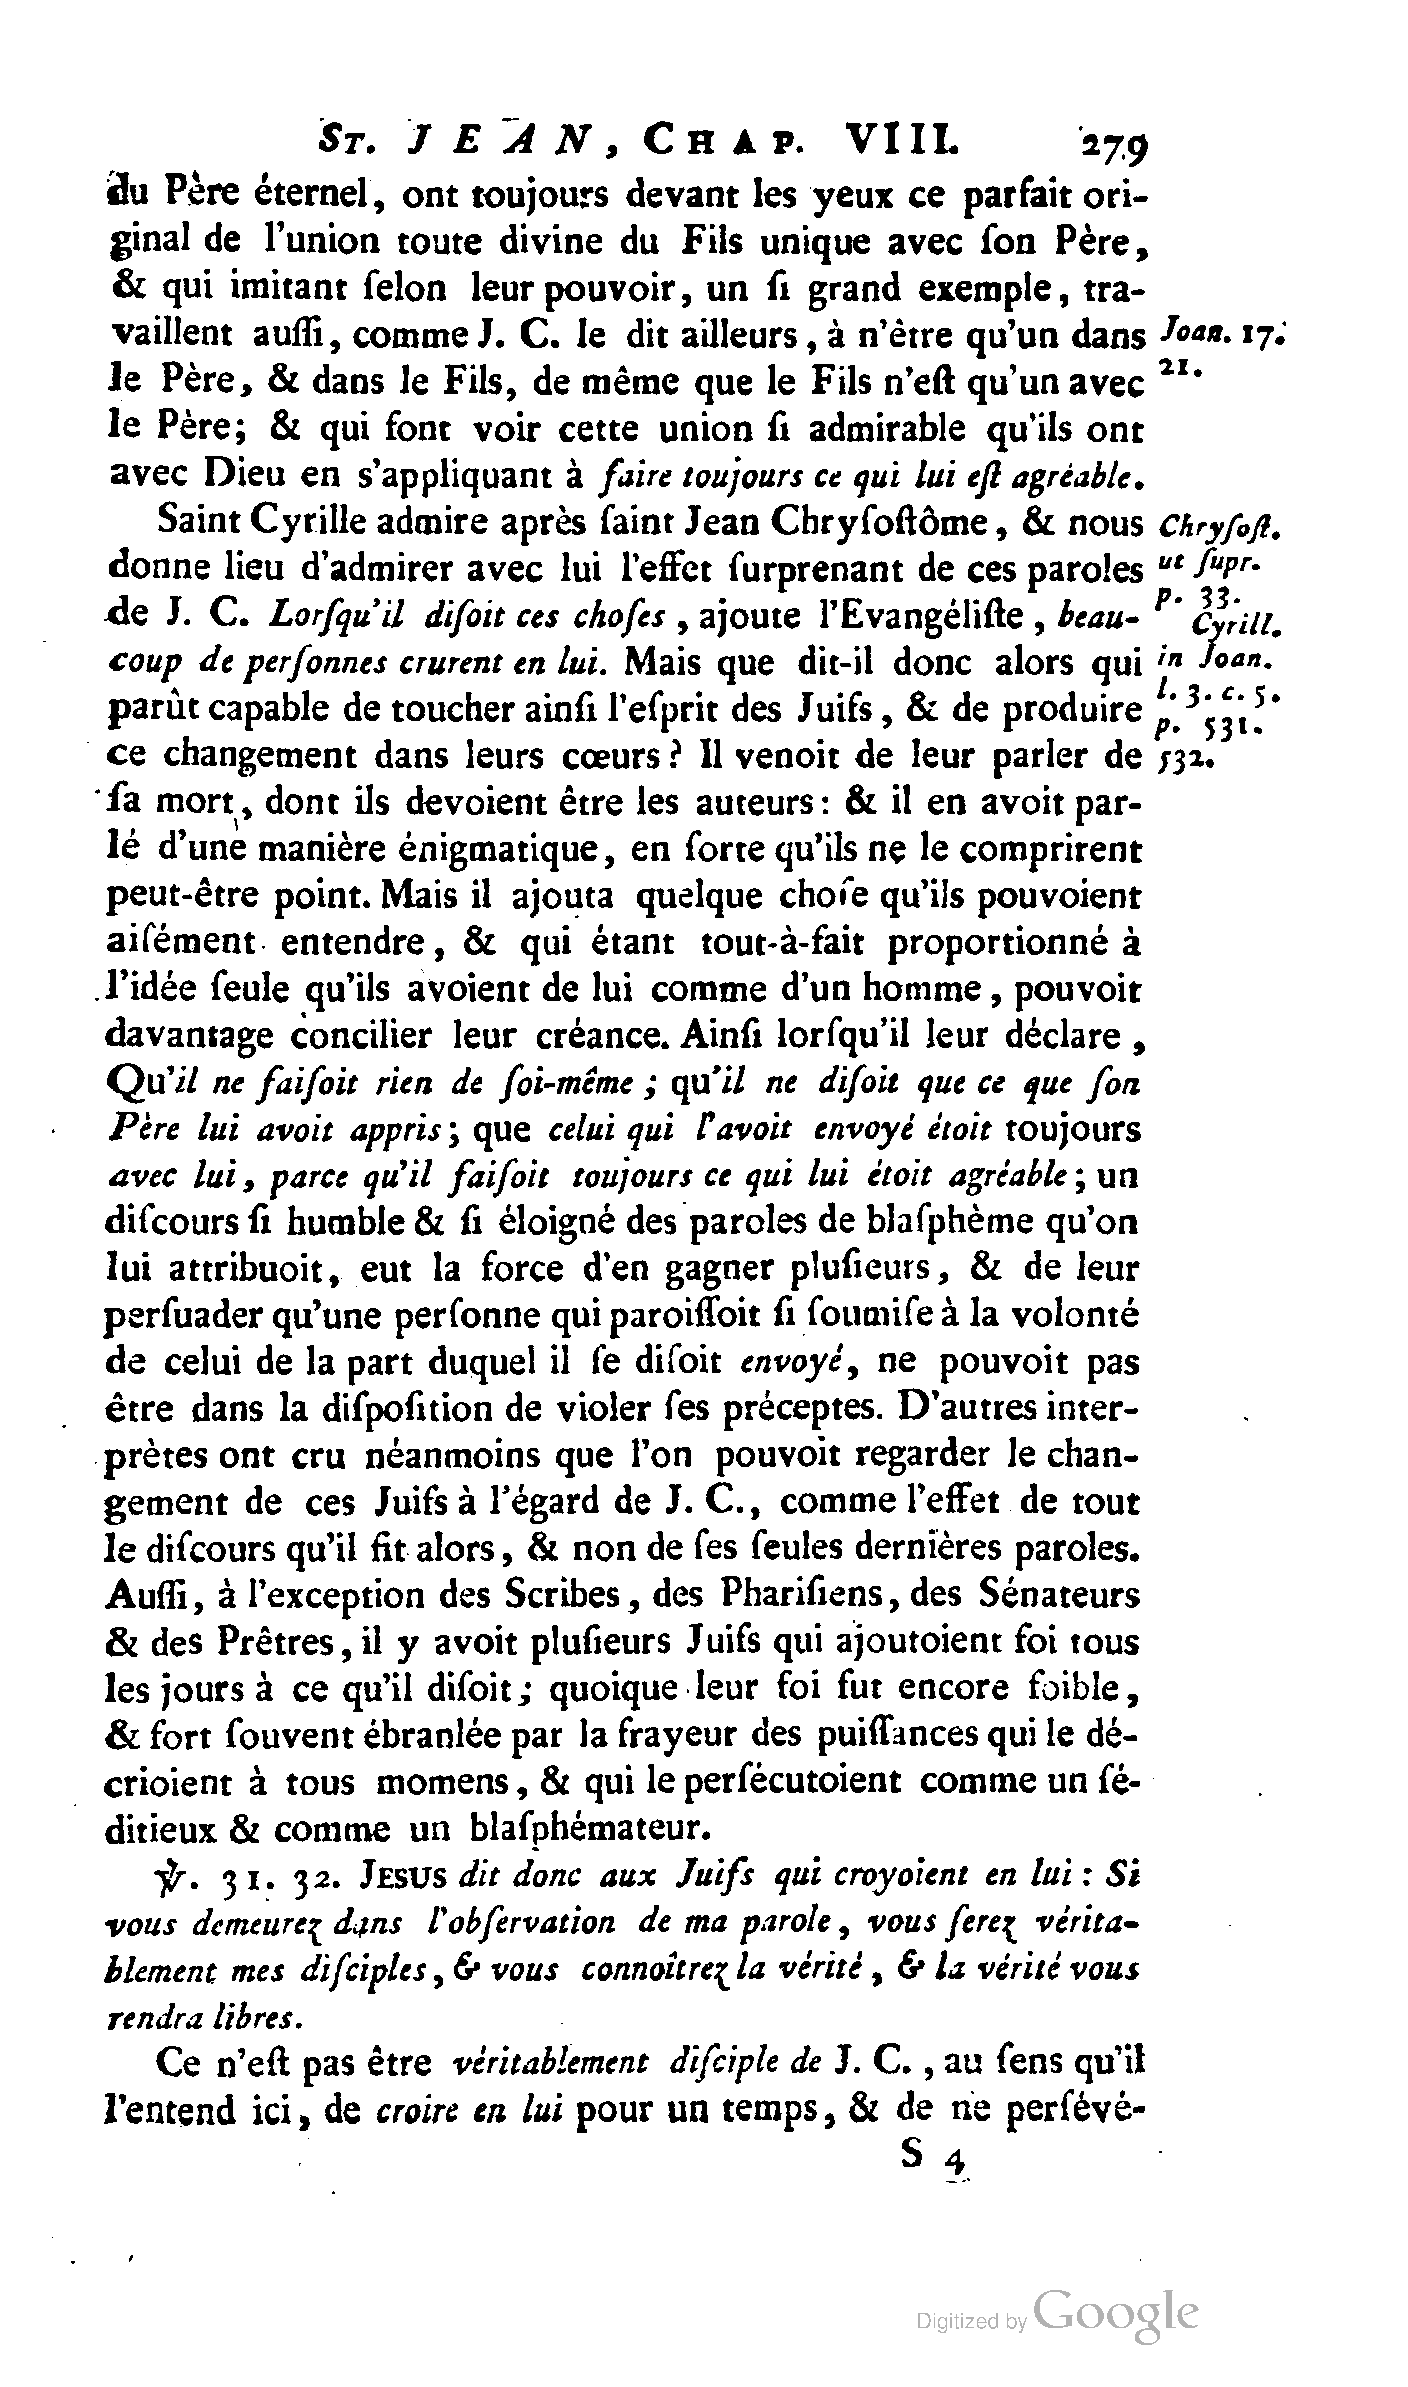 ST. JEAN, CHAP. VIII. 279
du Père éternel, ont toujours devant les yeux ce parfait ori-
ginal de l'union toute divine du Fils unique avec ſon Père,
& qui imitant ſelon leur pouvoir, un ſi grand exemple, tra-
vaillent auſſi, comme J. C. le dit ailleurs, à n'être qu'un dans
Joan. 17.
le Père, & dans le Fils, de même que le Fils n'eſt qu'un avec
21.
le Père; & qui font voir cette union ſi admirable qu'ils ont
avec Dieu en s'appliquant à faire toujours ce qui lui eſt agréable.
Saint Cyrille admire après ſaint Jean Chryſoſtôme, & nous
Chryſoſt.
donne lieu d'admirer avec lui l'effet ſurprenant de ces paroles
ut ſupr.
p. 33.
de J. C. Lorſqu'il diſoit ces choſes, ajoute l'Evangéliſte, beau-
Cyrill.
coup de perſonnes crurent en lui. Mais que dit-il donc alors qui
in Joan.
parût capable de toucher ainſi l'eſprit des Juifs, & de produire
l. 3. c. 5.
p. 531.
ce changement dans leurs cœurs? Il venoit de leur parler de
532.
ſa mort, dont ils devoient être les auteurs: & il en avoit par-
lé d'une manière énigmatique, en ſorte qu'ils ne le comprirent
peut-être point. Mais il ajouta quelque choſe qu'ils pouvoient
aiſément entendre, & qui étant tout-à-fait proportionné à
l'idée ſeule qu'ils avoient de lui comme d'un homme, pouvoit
davantage concilier leur créance. Ainſi lorſqu'il leur déclare,
Qu'il ne faiſoit rien de ſoi-même; qu'il ne diſoit que ce que ſon
Père lui avoit appris; que celui qui l'avoit envoyé étoit toujours
avec lui, parce qu'il faiſoit toujours ce qui lui étoit agréable; un
diſcours ſi humble & ſi éloigné des paroles de blaſphème qu'on
lui attribuoit, eut la force d'en gagner pluſieurs, & de leur
perſuader qu'une perſonne qui paroiſſoit ſi ſoumiſe à la volonté
de celui de la part duquel il ſe diſoit envoyé, ne pouvoit pas
être dans la diſpoſition de violer ſes préceptes. D'autres inter-
prètes ont cru néanmoins que l'on pouvoit regarder le chan-
gement de ces Juifs à l'égard de J. C., comme l'effet de tout
le diſcours qu'il fit alors, & non de ſes ſeules dernières paroles.
Auſſi, à l'exception des Scribes, des Phariſiens, des Sénateurs
& des Prêtres, il y avoit pluſieurs Juifs qui ajoutoient foi tous
les jours à ce qu'il diſoit; quoique leur foi fut encore foible,
& fort ſouvent ébranlée par la frayeur des puiſſances qui le dé-
crioient à tous momens, & qui le perſécutoient comme un ſé-
ditieux & comme un blaſphémateur.
℣. 31. 32. JESUS dit donc aux Juifs qui croyoient en lui: Si
vous demeurez dans l'obſervation de ma parole, vous ſerez vérita-
blement mes diſciples, & vous connoîtrez la vérité, & la vérité vous
rendra libres.
Ce n'eſt pas être véritablement diſciple de J. C., au ſens qu'il
l'entend ici, de croire en lui pour un temps, & de ne perſévé-
S 4
Digitized by Google